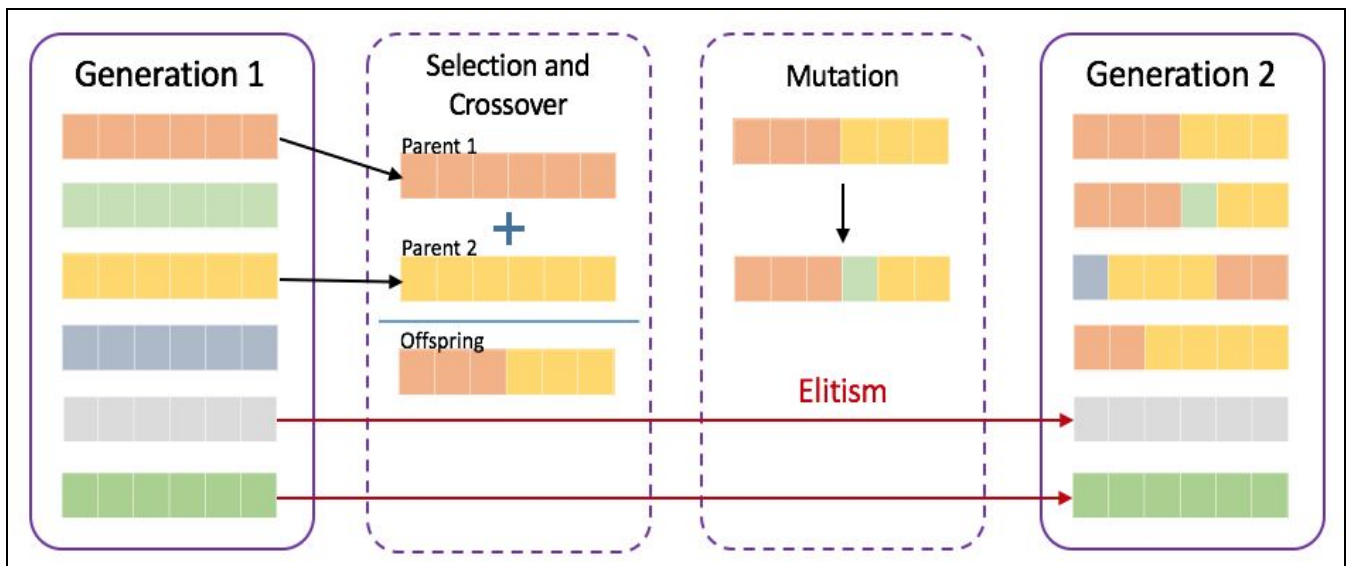 Generation 1
Selection and
Crossover
Parent 1
+
Parent 2
Offspring
Mutation
Elitism
Generation 2